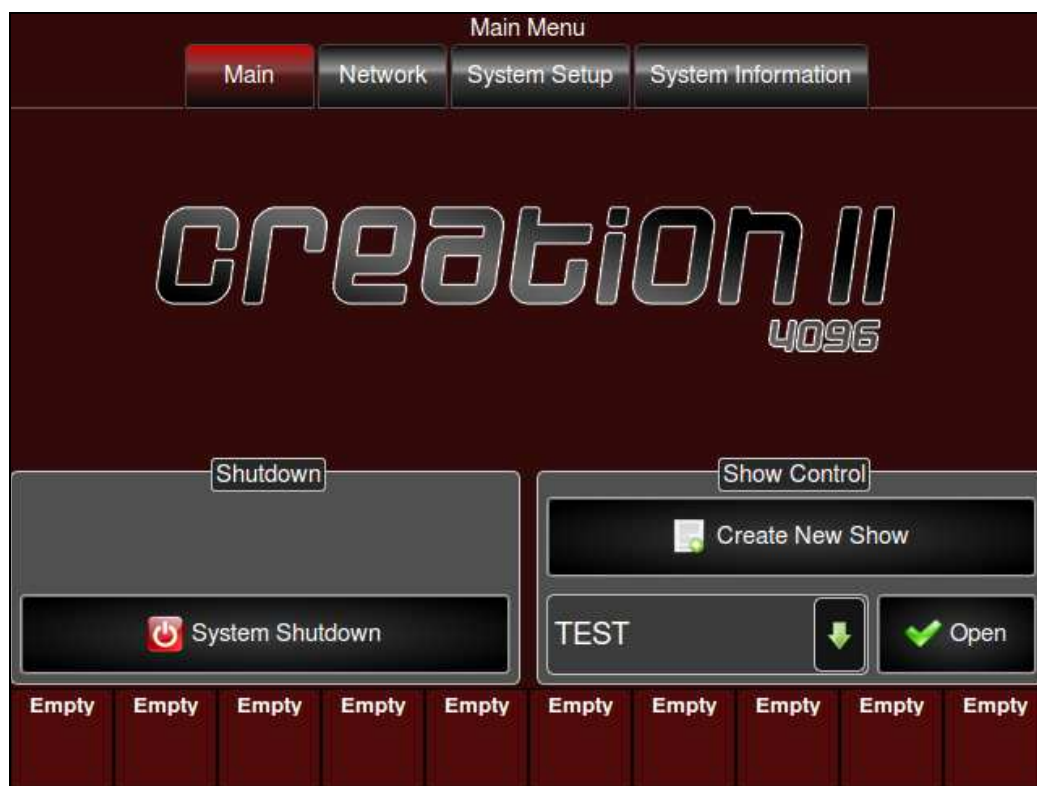 Main Menu
Main Network System Setup System Information
creation II
4096
Shutdown Show Control
Create New Show
System Shutdown TEST Open
Empty Empty Empty Empty Empty Empty Empty Empty Empty Empty